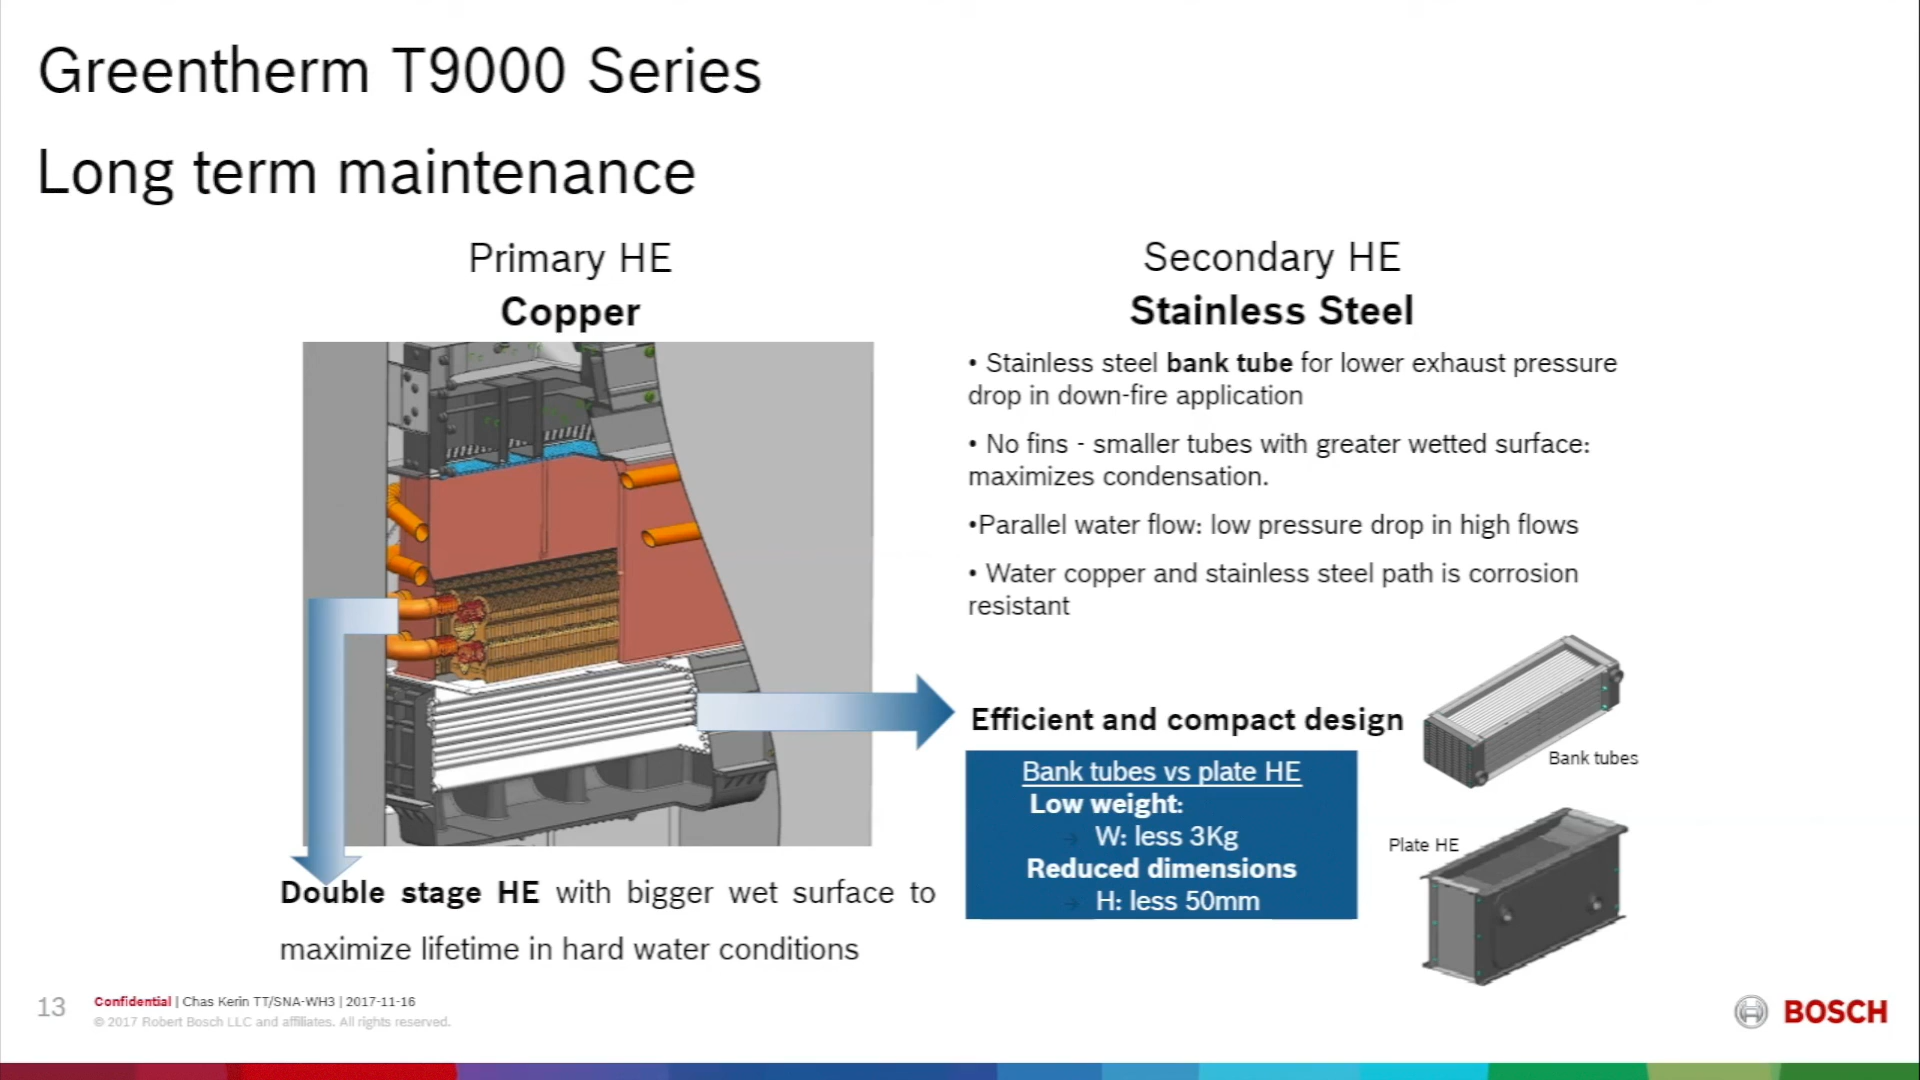 Greentherm T9000 Series
Long term maintenance
Primary HE
Copper
Secondary HE
Stainless Steel
• Stainless steel bank tube for lower exhaust pressure
drop in down-fire application
• No fins - smaller tubes with greater wetted surface:
maximizes condensation.
•Parallel water flow: low pressure drop in high flows
• Water copper and stainless steel path is corrosion
resistant
Efficient and compact design
Bank tubes
Bank tubes vs plate HE
Low weight:
→ W: less 3Kg
Reduced dimensions
→ H: less 50mm
Plate HE
Double stage HE with bigger wet surface to
maximize lifetime in hard water conditions
13
Confidential | Chas Kerin TT/SNA-WH3 | 2017-11-16
© 2017 Robert Bosch LLC and affiliates. All rights reserved.
BOSCH